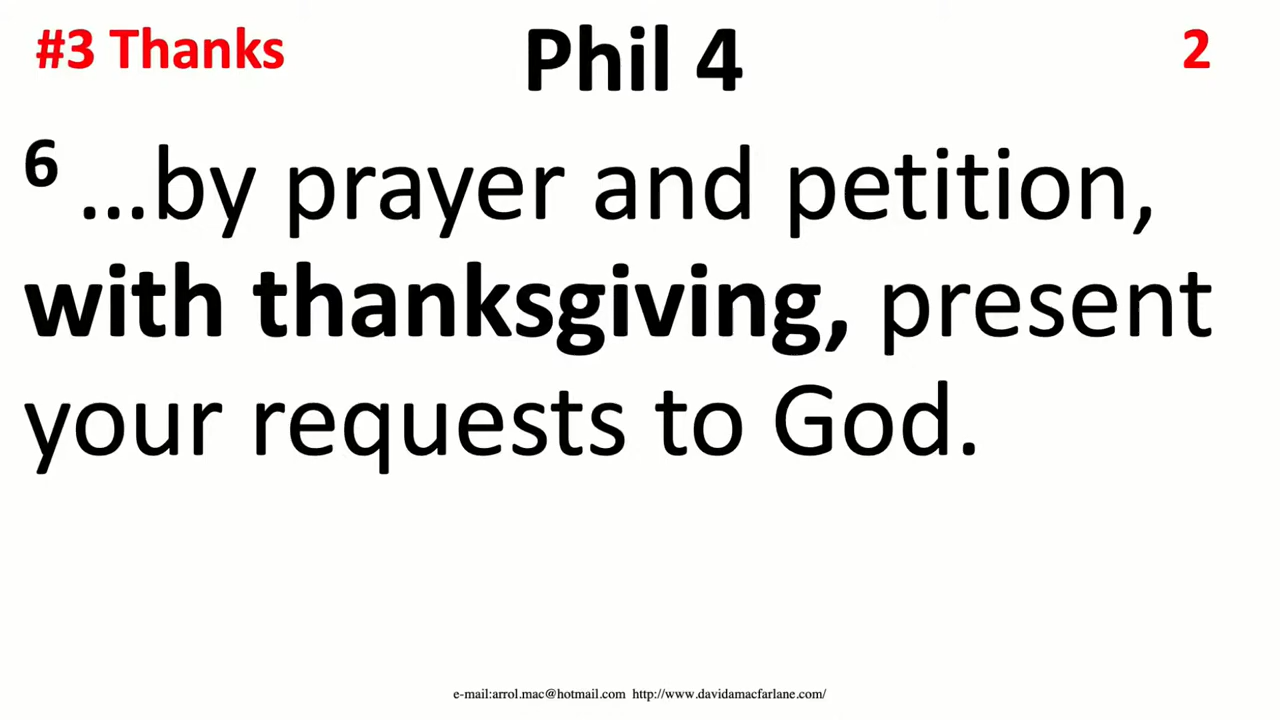 #3 Thanks Phil 4 2
6 ...by prayer and petition,
with thanksgiving, present
your requests to God.
e-mail:arrol.mac@hotmail.com http://www.davidamacfarlane.com/